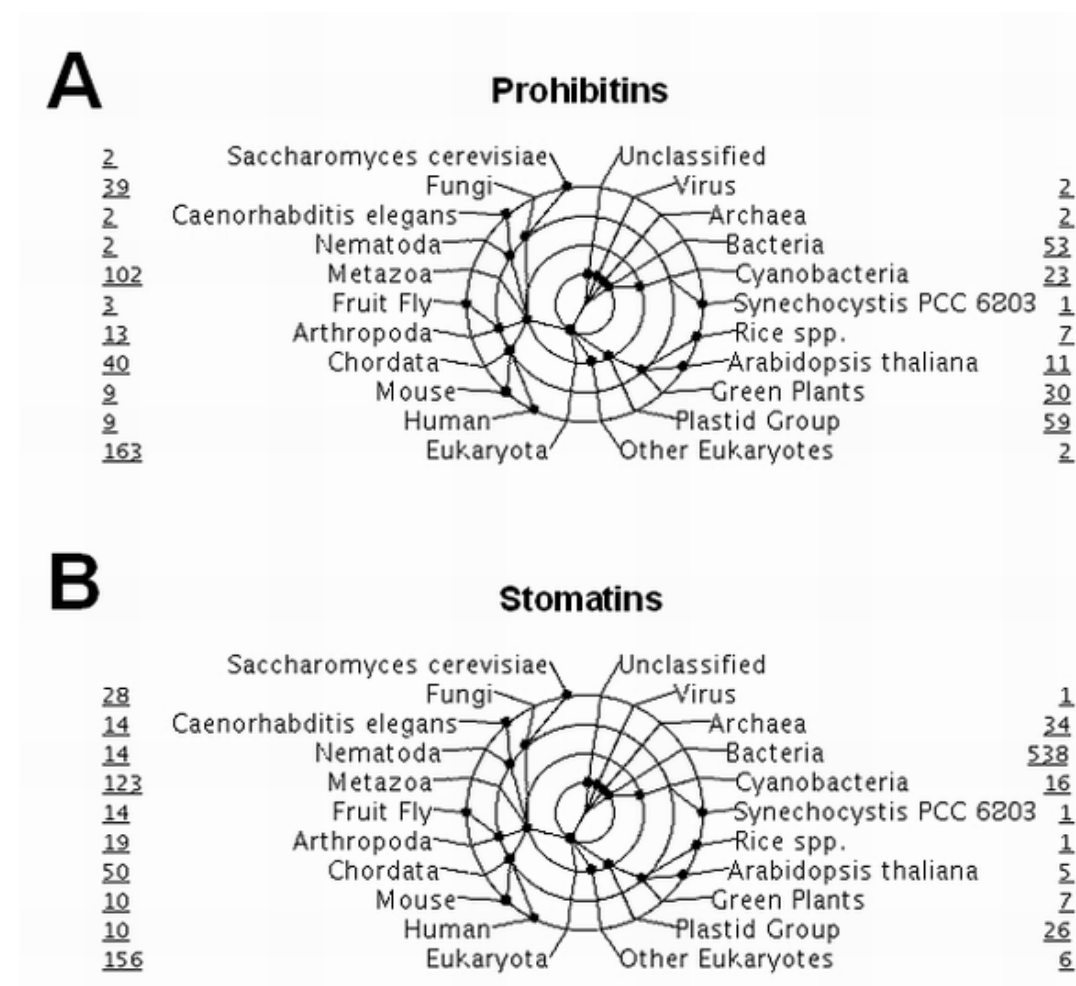 A
Prohibitins
2 Saccharomyces cerevisiae Unclassified
39 Fungi Virus 2
2 Caenorhabditis elegans Archaea 2
2 Nematoda Bacteria 53
102 Metazoa Cyanobacteria 23
3 Fruit Fly Synechocystis PCC 6803 1
13 Arthropoda Rice spp. 7
40 Chordata Arabidopsis thaliana 11
9 Mouse Green Plants 30
9 Human Plastid Group 59
163 Eukaryota Other Eukaryotes 2
B
Stomatins
Saccharomyces cerevisiae Unclassified
28 Fungi Virus 1
14 Caenorhabditis elegans Archaea 34
14 Nematoda Bacteria 538
123 Metazoa Cyanobacteria 16
14 Fruit Fly Synechocystis PCC 6803 1
19 Arthropoda Rice spp. 1
50 Chordata Arabidopsis thaliana 5
10 Mouse Green Plants 7
10 Human Plastid Group 26
156 Eukaryota Other Eukaryotes 6